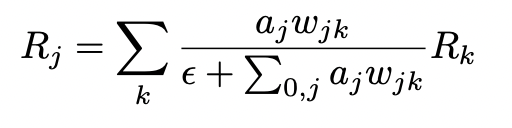 $R_j = \sum_k \frac{a_j w_{jk}}{\epsilon + \sum_{0,j} a_j w_{jk}} R_k$